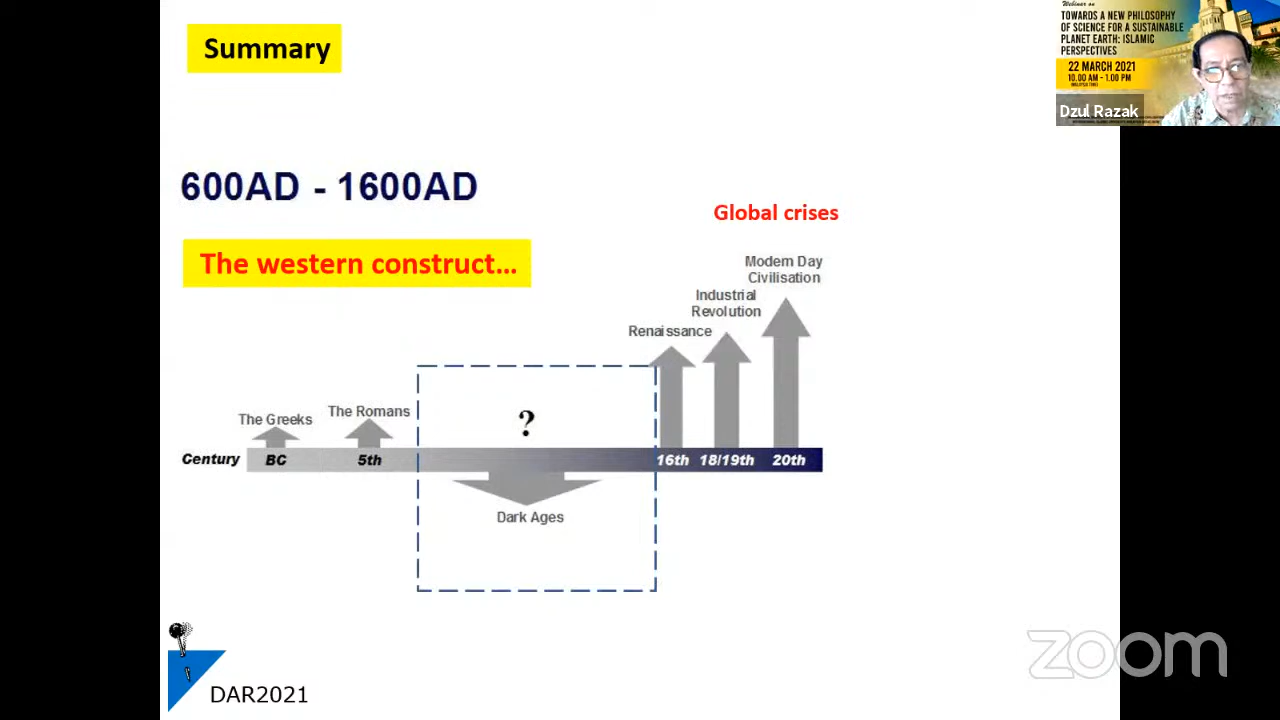 Summary
600AD - 1600AD
The western construct...
Global crises
Modern Day
Civilisation
Industrial
Revolution
Renaissance
The Greeks
The Romans
?
Century
BC
5th
16th
18/19th
20th
Dark Ages
DAR2021
Webinar on
TOWARDS A NEW PHILOSOPHY
OF SCIENCE FOR A SUSTAINABLE
PLANET EARTH: ISLAMIC
PERSPECTIVES
22 MARCH 2021
10.00 AM - 1.00 PM
Dzul Razak
zoom